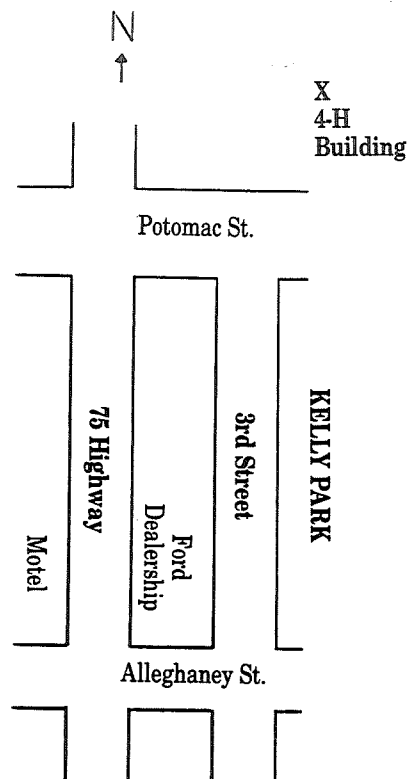 N
X
4-H
Building
Potomac St.
75 Highway
3rd Street
KELLY PARK
Motel
Ford
Dealership
Alleghaney St.